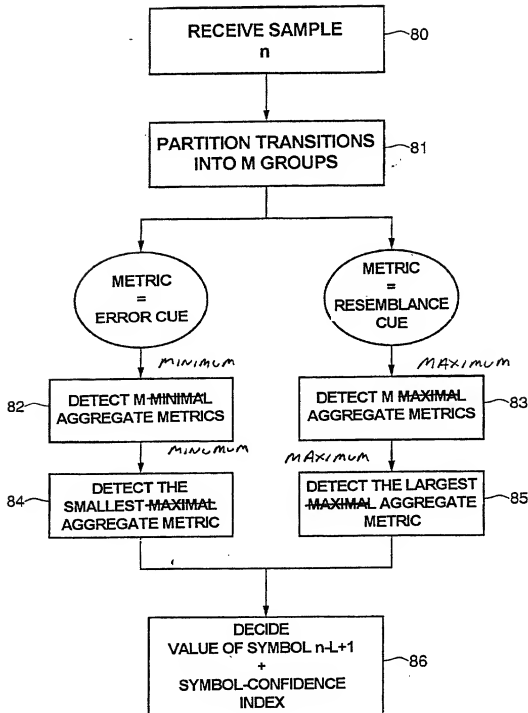 RECEIVE SAMPLE
n
80
PARTITION TRANSITIONS
INTO M GROUPS
81
METRIC
=
ERROR CUE
METRIC
=
RESEMBLANCE
CUE
MINIMUM
82
DETECT M MINIMAL
AGGREGATE METRICS
MAXIMUM
DETECT M MAXIMAL
AGGREGATE METRICS
83
MINUMUM
84
DETECT THE
SMALLEST MAXIMAL
AGGREGATE METRIC
MAXIMUM
DETECT THE LARGEST
MAXIMAL AGGREGATE
METRIC
85
DECIDE
VALUE OF SYMBOL n-L+1
+
SYMBOL-CONFIDENCE
INDEX
86